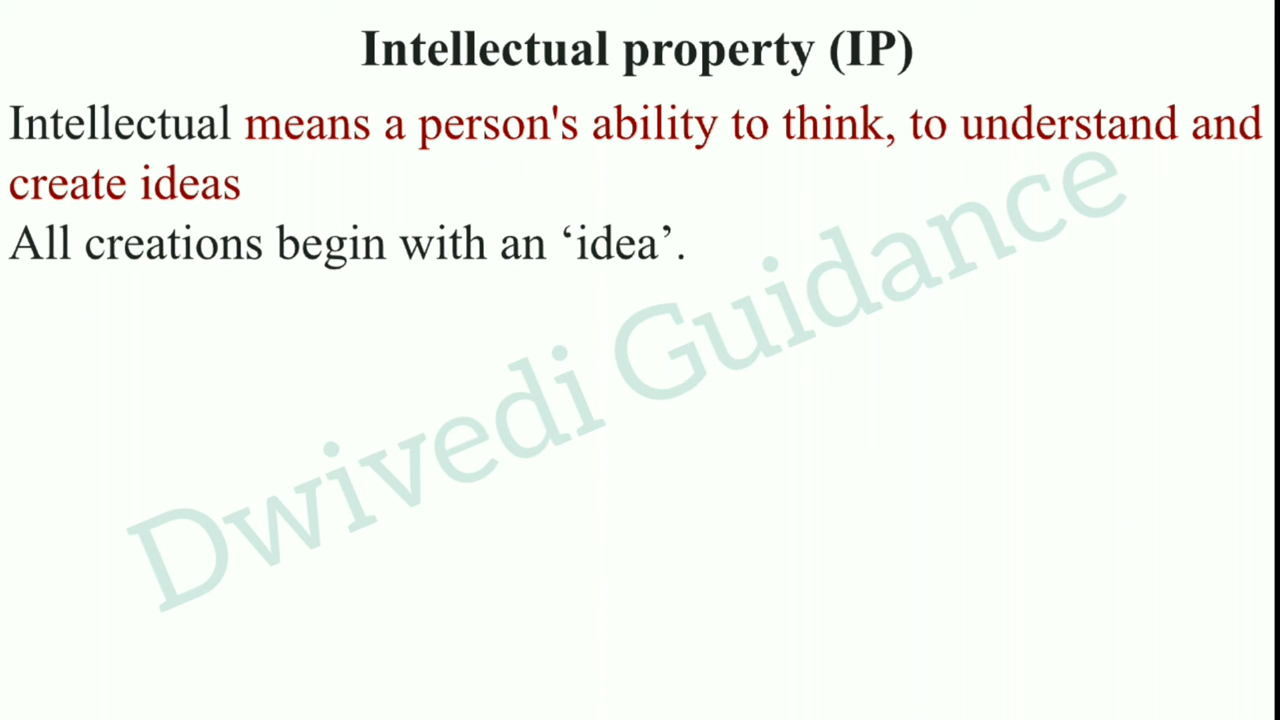 Intellectual property (IP)
Intellectual means a person's ability to think, to understand and
create ideas
All creations begin with an ‘idea’.
Dwivedi Guidance